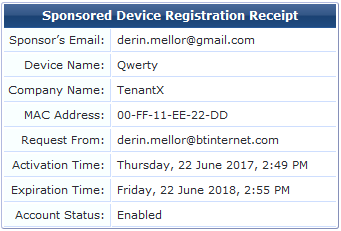 Sponsored Device Registration Receipt
Sponsor's Email: derin.mellor@gmail.com
Device Name: Qwerty
Company Name: TenantX
MAC Address: 00-FF-11-EE-22-DD
Request From: derin.mellor@btinternet.com
Activation Time: Thursday, 22 June 2017, 2:49 PM
Expiration Time: Friday, 22 June 2018, 2:55 PM
Account Status: Enabled